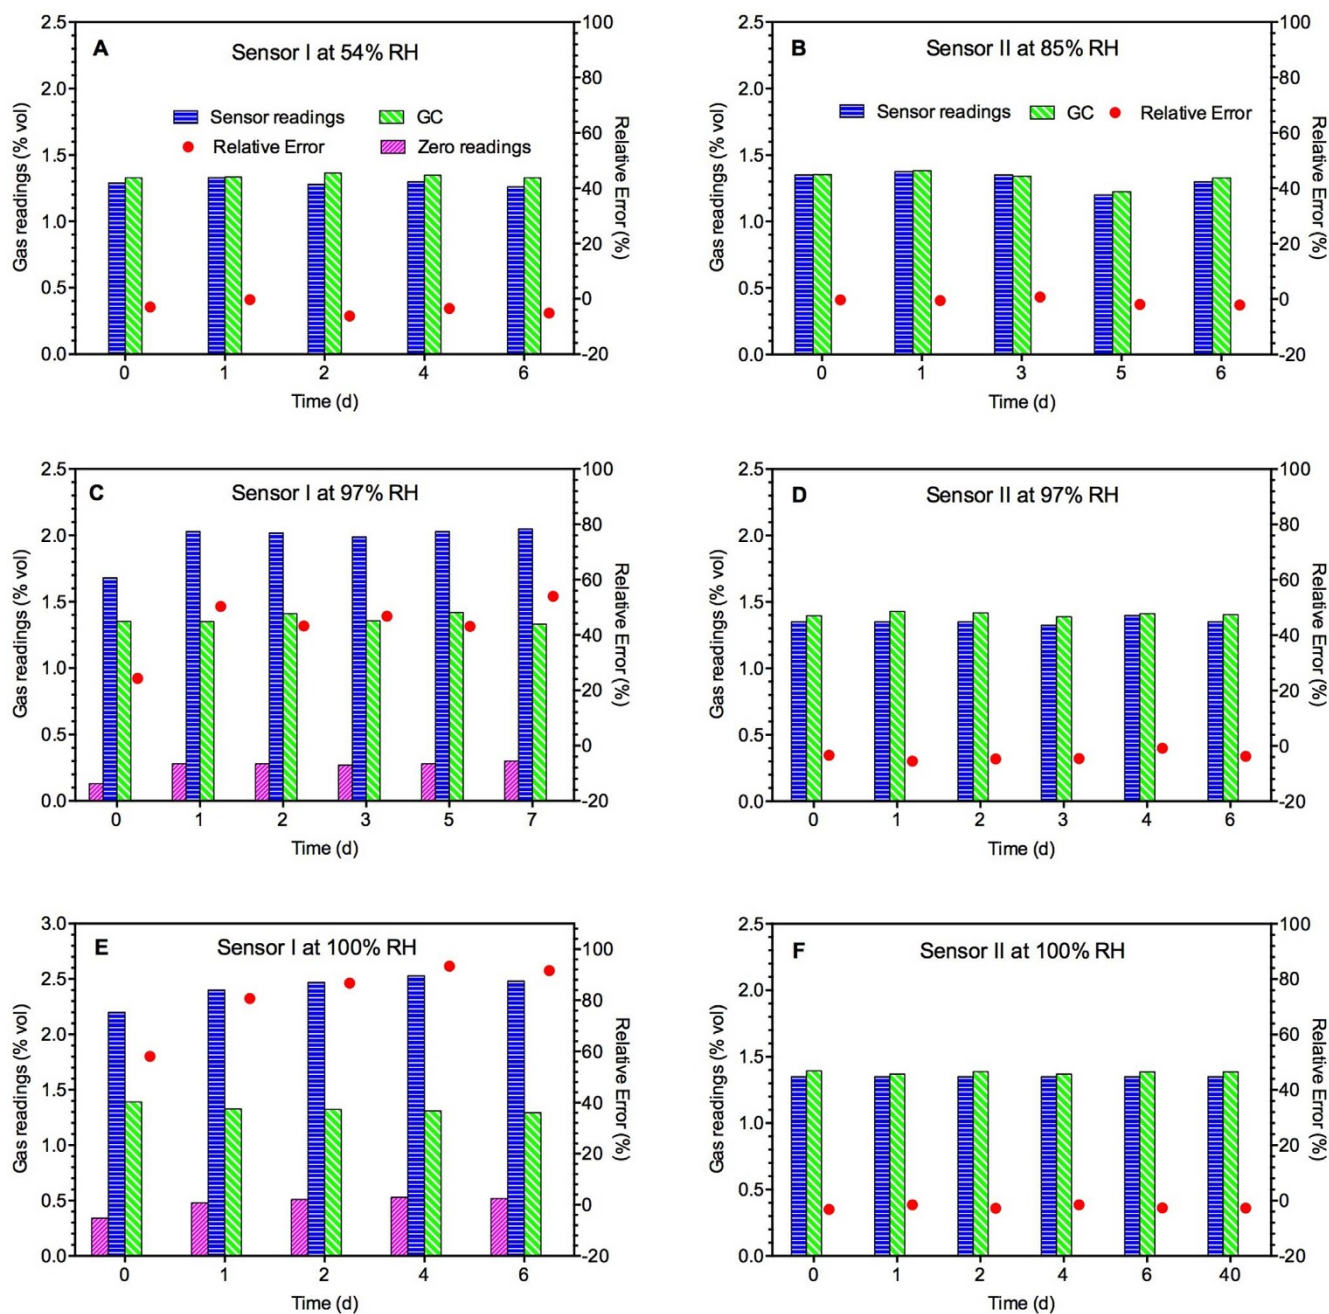 A
Sensor I at 54% RH
Sensor readings
GC
Relative Error
Zero readings
Gas readings (% vol)
2.5
2.0
1.5
1.0
0.5
0.0
100
80
60
40
20
0
-20
Relative Error (%)
0 1 2 4 6
Time (d)
B
Sensor II at 85% RH
Sensor readings GC Relative Error
Gas readings (% vol)
2.5
2.0
1.5
1.0
0.5
0.0
100
80
60
40
20
0
-20
Relative Error (%)
0 1 3 5 6
Time (d)
C
Sensor I at 97% RH
Gas readings (% vol)
2.5
2.0
1.5
1.0
0.5
0.0
100
80
60
40
20
0
-20
Relative Error (%)
0 1 2 3 5 7
Time (d)
D
Sensor II at 97% RH
Gas readings (% vol)
2.5
2.0
1.5
1.0
0.5
0.0
100
80
60
40
20
0
-20
Relative Error (%)
0 1 2 3 4 6
Time (d)
E
Sensor I at 100% RH
Gas readings (% vol)
3.0
2.5
2.0
1.5
1.0
0.5
0.0
100
80
60
40
20
0
-20
Relative Error (%)
0 1 2 4 6
Time (d)
F
Sensor II at 100% RH
Gas readings (% vol)
2.5
2.0
1.5
1.0
0.5
0.0
100
80
60
40
20
0
-20
Relative Error (%)
0 1 2 4 6 40
Time (d)